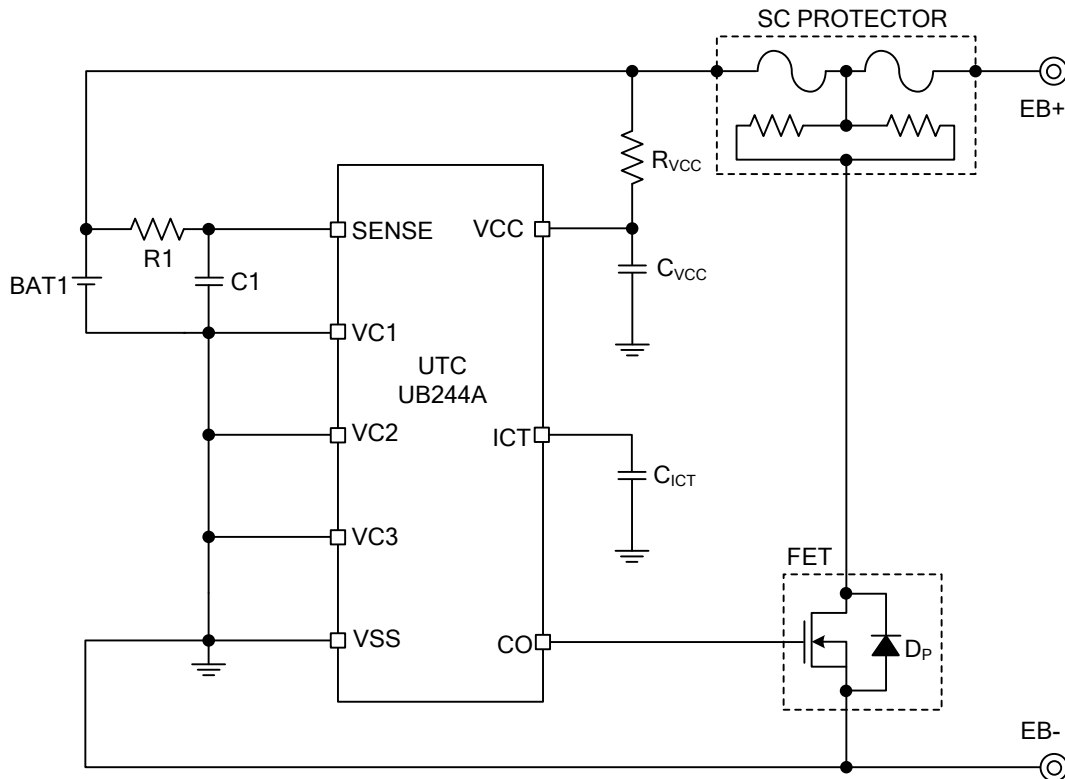 SC PROTECTOR
EB+
RVCC
SENSE
VCC
R1
BAT1
C1
CVCC
VC1
UTC
UB244A
VC2
ICT
CICT
VC3
FET
VSS
CO
DP
EB-